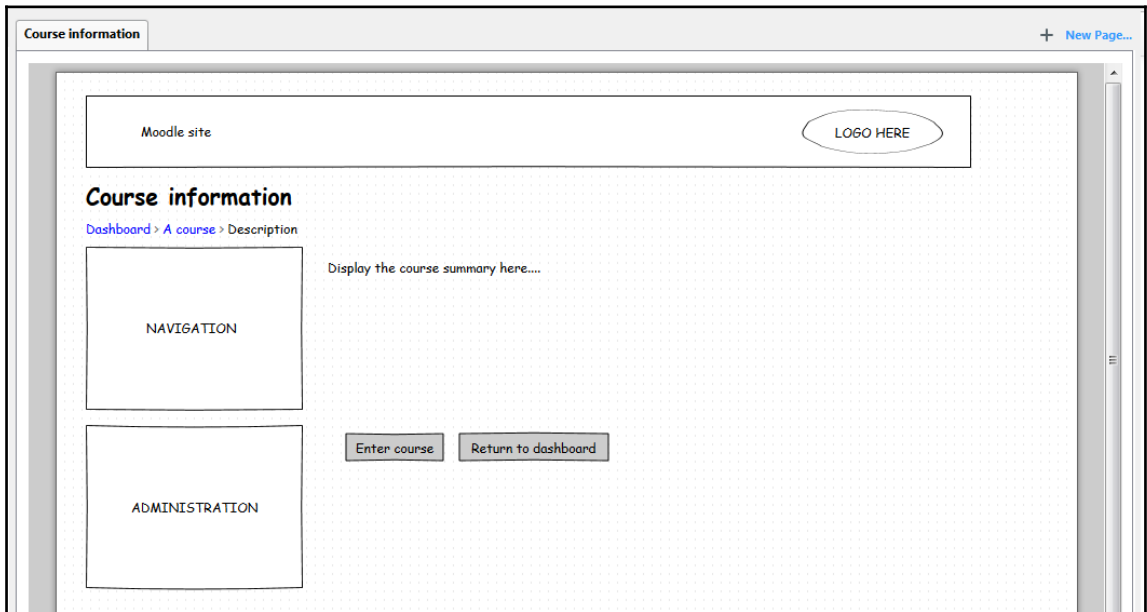 Course information
+ New Page...
Moodle site
LOGO HERE
Course information
Dashboard > A course > Description
Display the course summary here....
NAVIGATION
Enter course
Return to dashboard
ADMINISTRATION